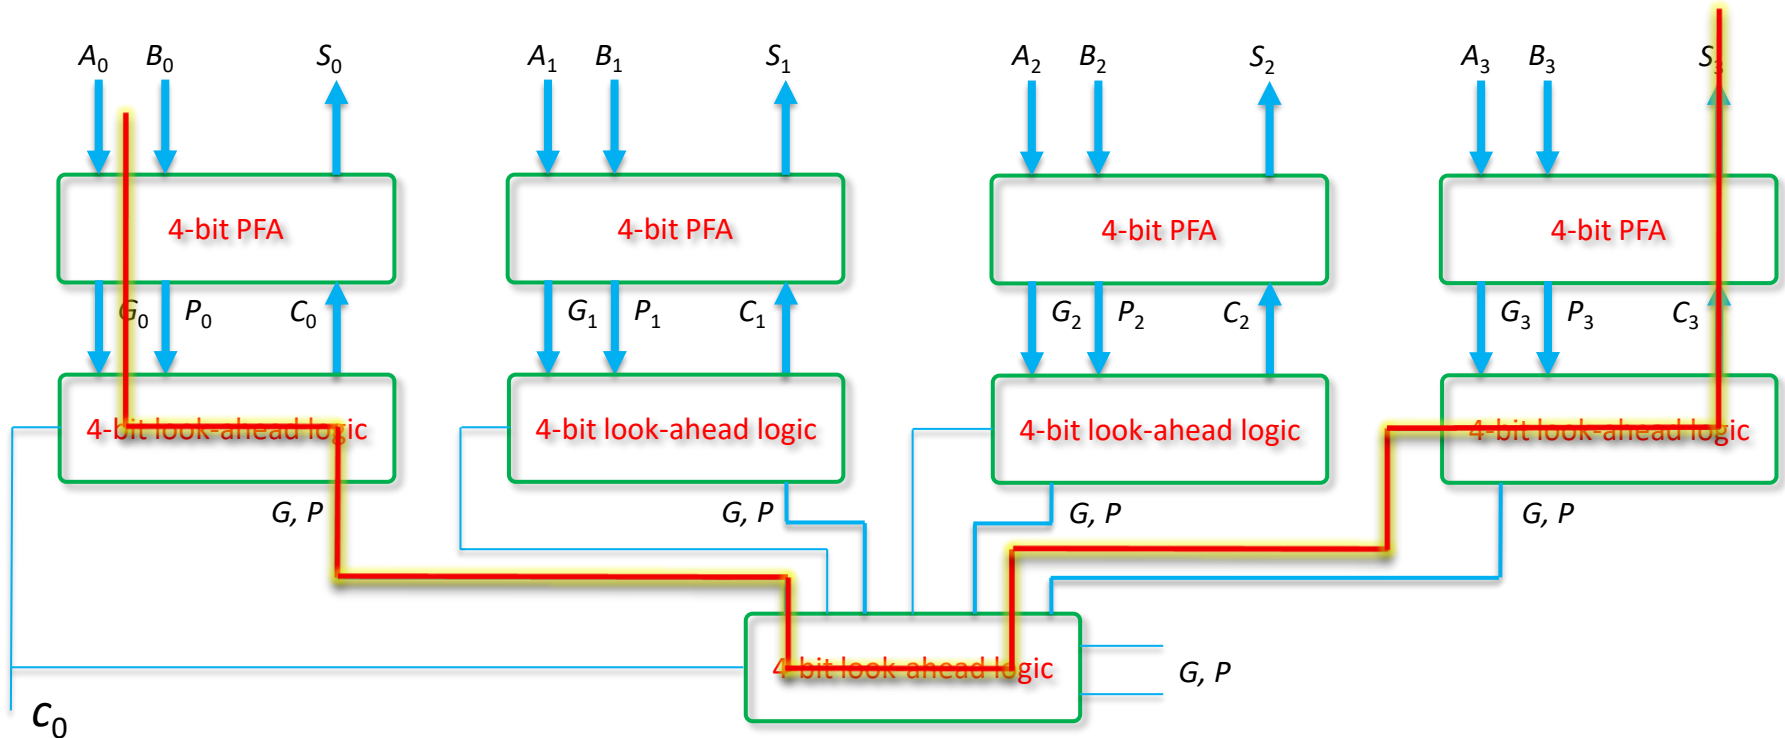 A0 B0 S0 A1 B1 S1 A2 B2 S2 A3 B3 S3
4-bit PFA 4-bit PFA 4-bit PFA 4-bit PFA
G0 P0 C0 G1 P1 C1 G2 P2 C2 G3 P3 C3
4-bit look-ahead logic 4-bit look-ahead logic 4-bit look-ahead logic 4-bit look-ahead logic
G, P G, P G, P G, P
4-bit look-ahead logic G, P
C0